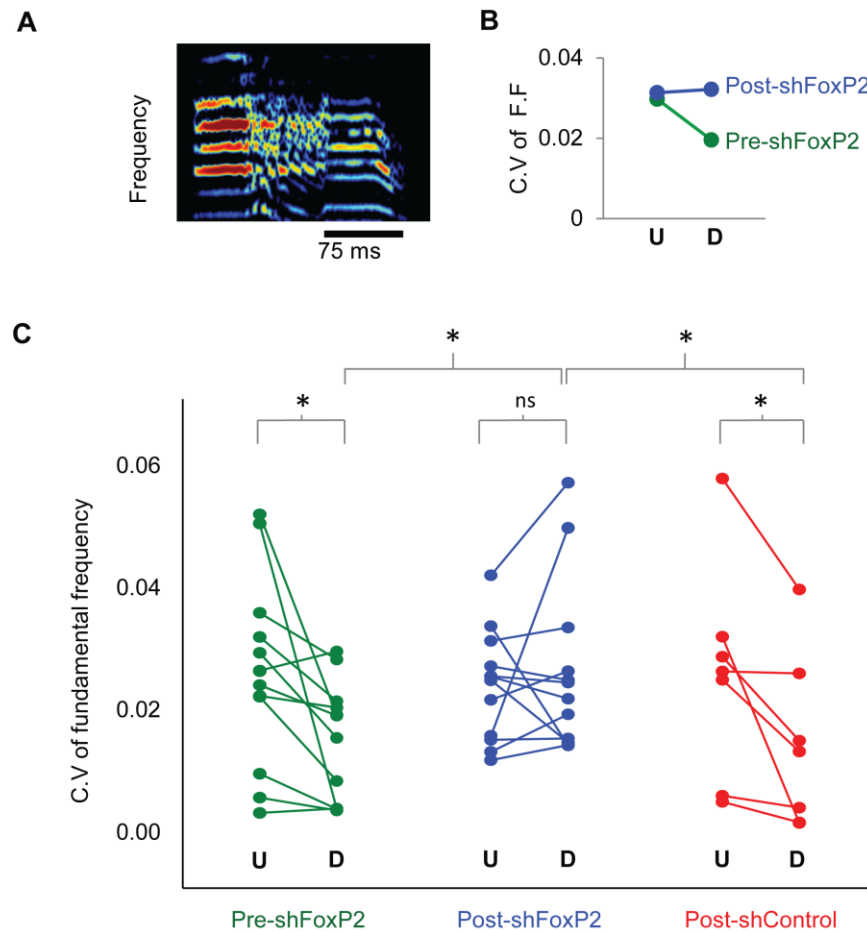 A
Frequency
75 ms
B
C.V of F.F
0.04
0.02
0
Post-shFoxP2
Pre-shFoxP2
U D
C
* *
* ns *
C.V of fundamental frequency
0.06
0.04
0.02
0.00
U D U D U D
Pre-shFoxP2 Post-shFoxP2 Post-shControl